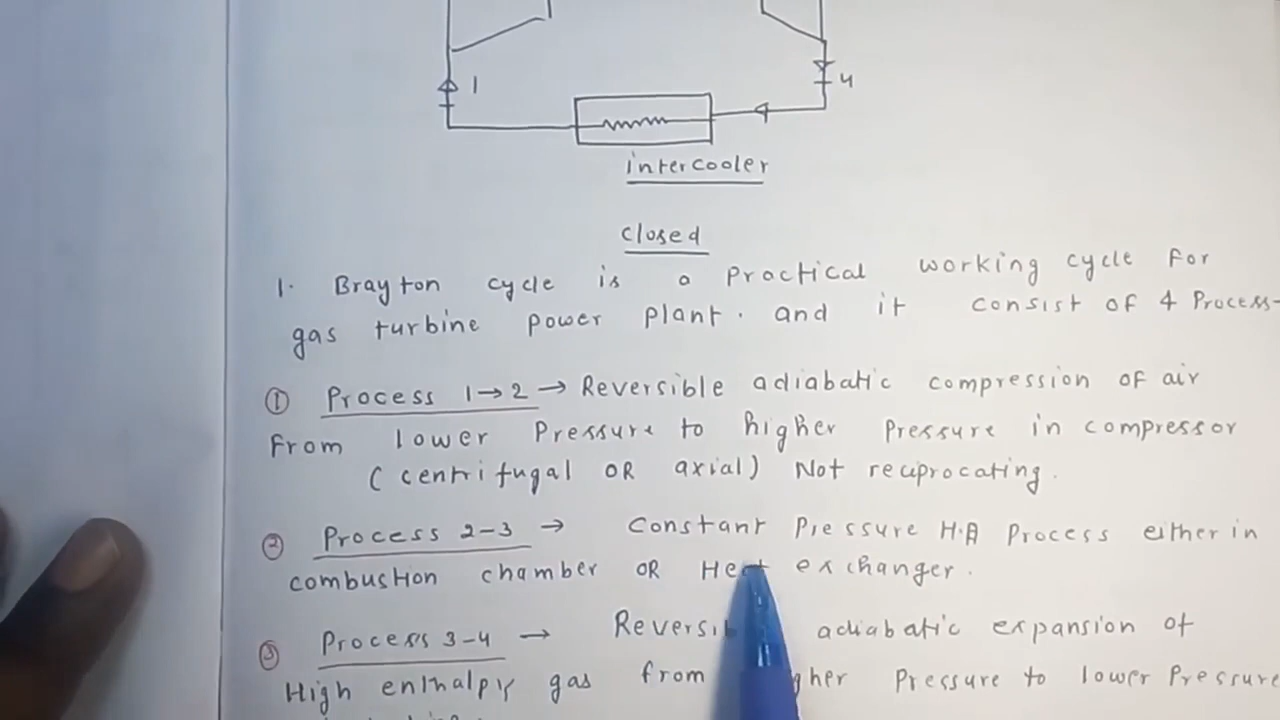 1
4
intercooler
closed
1. Brayton cycle is a practical working cycle for
gas turbine power plant. and it consist of 4 Process-
① Process 1→2 → Reversible adiabatic compression of air
From lower Pressure to higher pressure in compressor
( centrifugal OR axial) Not reciprocating.
② Process 2-3 → Constant Pressure H.A Process either in
combustion chamber OR Heat exchanger.
③ Process 3-4 → Reversi adiabatic expansion of
High enthalpy gas from gher Pressure to lower Pressure